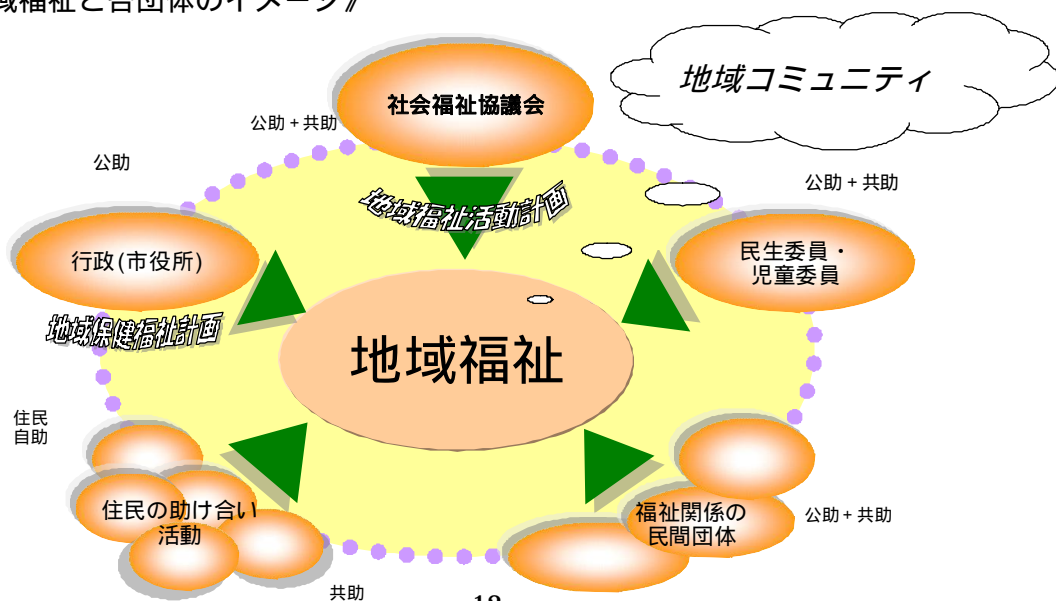 域福祉と各団体のイメージ》
地域コミュニティ
社会福祉協議会
公助+共助
公助
地域福祉活動計画
公助+共助
行政(市役所)
民生委員・
児童委員
地域保健福祉計画
地域福祉
住民
自助
住民の助け合い
活動
福祉関係の
民間団体
公助+共助
共助